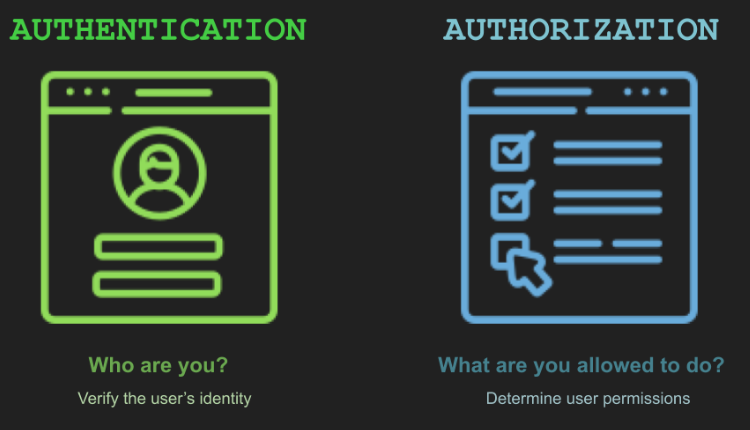 AUTHENTICATION
Who are you?
Verify the user's identity
AUTHORIZATION
What are you allowed to do?
Determine user permissions